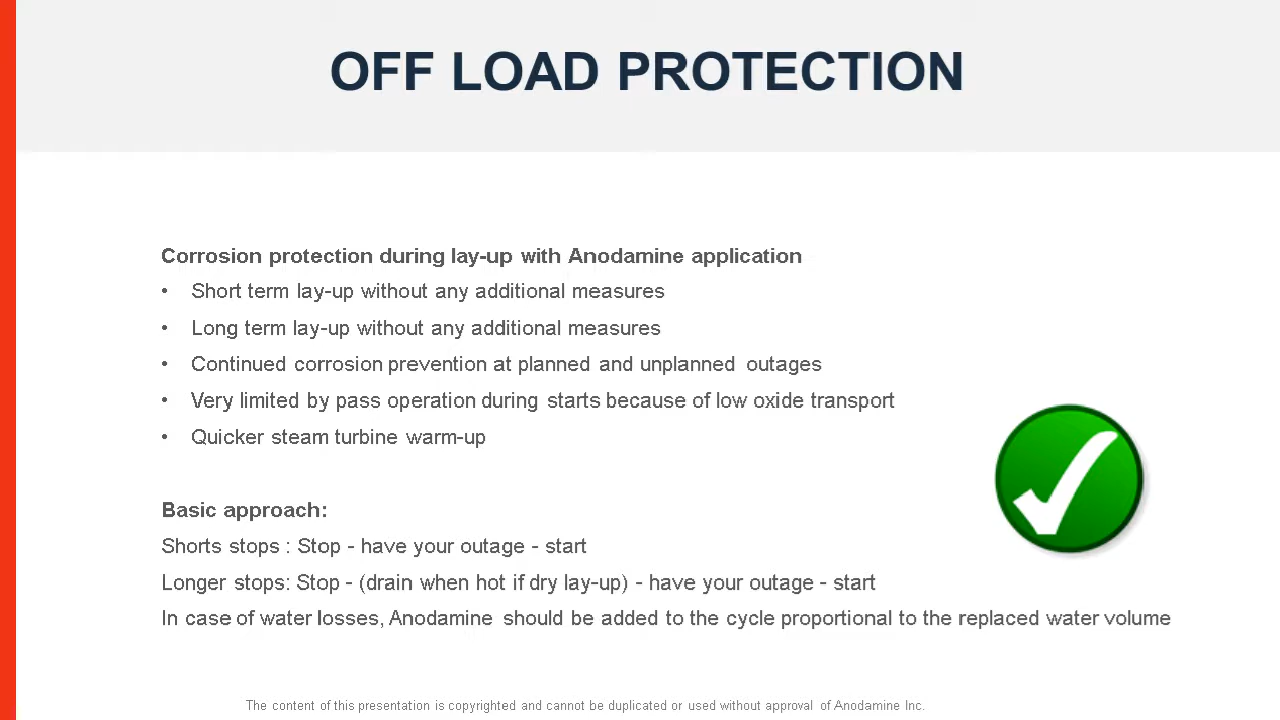 OFF LOAD PROTECTION
Corrosion protection during lay-up with Anodamine application
• Short term lay-up without any additional measures
• Long term lay-up without any additional measures
• Continued corrosion prevention at planned and unplanned outages
• Very limited by pass operation during starts because of low oxide transport
• Quicker steam turbine warm-up
Basic approach:
Shorts stops : Stop - have your outage - start
Longer stops: Stop - (drain when hot if dry lay-up) - have your outage - start
In case of water losses, Anodamine should be added to the cycle proportional to the replaced water volume
The content of this presentation is copyrighted and cannot be duplicated or used without approval of Anodamine Inc.